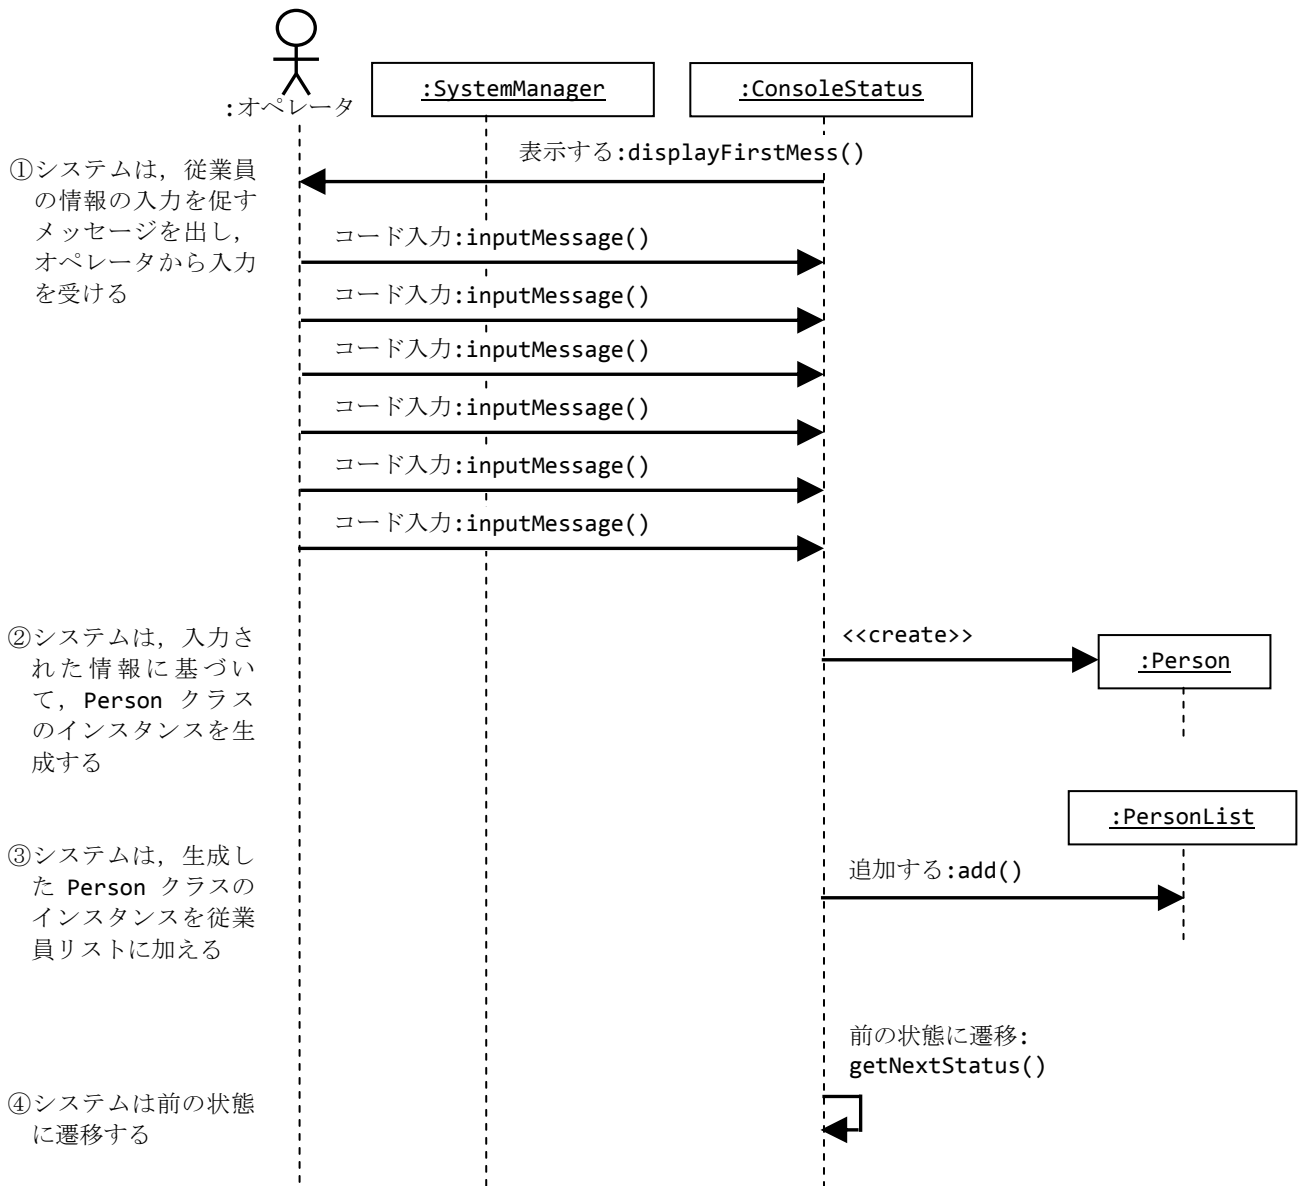 :オペレータ
:SystemManager
:ConsoleStatus
①システムは，従業員
の情報の入力を促す
メッセージを出し，
オペレータから入力
を受ける
表示する:displayFirstMess()
コード入力:inputMessage()
コード入力:inputMessage()
コード入力:inputMessage()
コード入力:inputMessage()
コード入力:inputMessage()
コード入力:inputMessage()
②システムは，入力さ
れた情報に基づい
て，Person クラス
のインスタンスを生
成する
<<create>>
:Person
:PersonList
③システムは，生成し
た Person クラスの
インスタンスを従業
員リストに加える
追加する:add()
前の状態に遷移:
getNextStatus()
④システムは前の状態
に遷移する